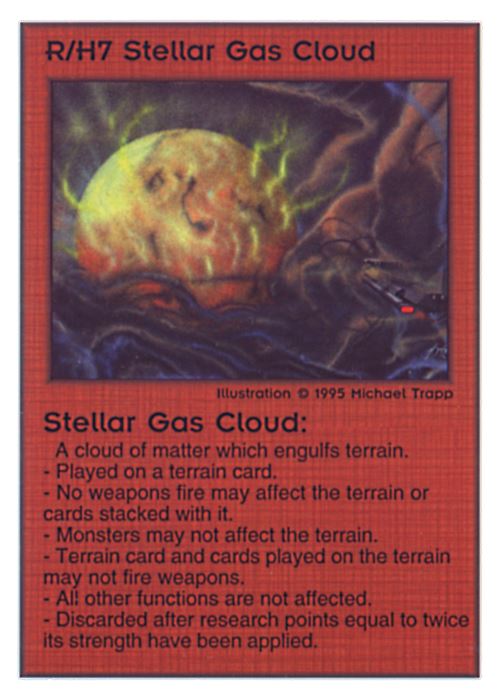 R/H7 Stellar Gas Cloud
Illustration © 1995 Michael Trapp
Stellar Gas Cloud:
A cloud of matter which engulfs terrain.
- Played on a terrain card.
- No weapons fire may affect the terrain or
cards stacked with it.
- Monsters may not affect the terrain.
- Terrain card and cards played on the terrain
may not fire weapons.
- All other functions are not affected.
- Discarded after research points equal to twice
its strength have been applied.